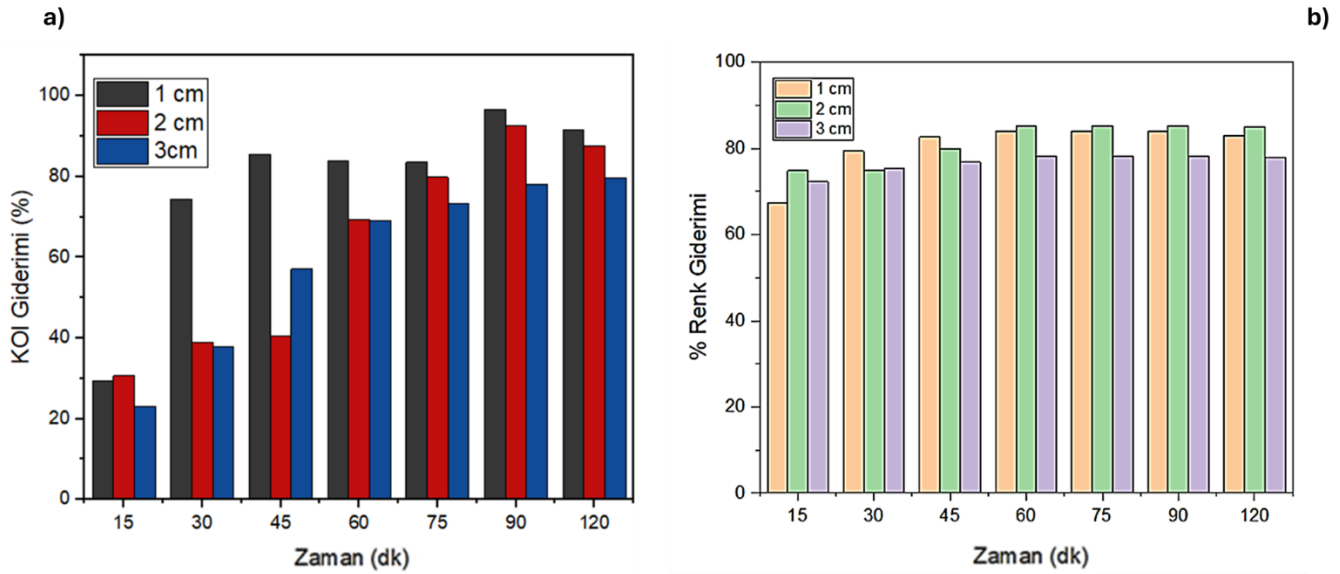 a)
KOI Giderimi (%)
100
80
60
40
20
0
1 cm
2 cm
3cm
15 30 45 60 75 90 120
Zaman (dk)
b)
% Renk Giderimi
100
80
60
40
20
0
1 cm
2 cm
3 cm
15 30 45 60 75 90 120
Zaman (dk)